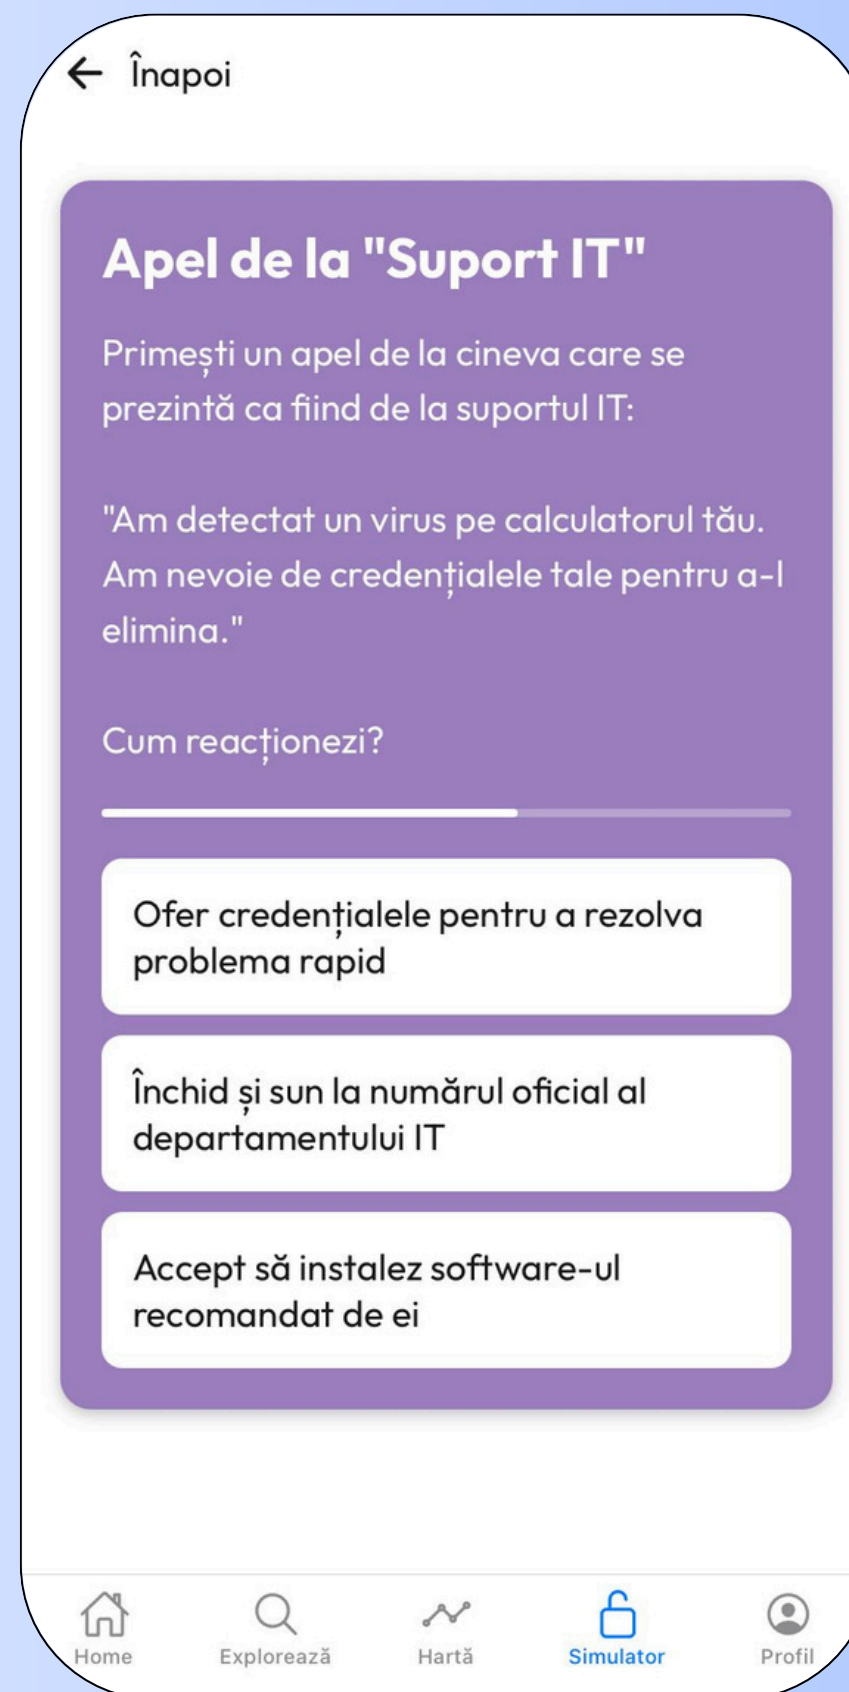 Înapoi
Apel de la "Suport IT"
Primești un apel de la cineva care se
prezintă ca fiind de la suportul IT:
"Am detectat un virus pe calculatorul tău.
Am nevoie de credențialele tale pentru a-l
elimina."
Cum reacționezi?
Ofer credențialele pentru a rezolva
problema rapid
Închid și sun la numărul oficial al
departamentului IT
Accept să instalez software-ul
recomandat de ei
Home
Explorează
Hartă
Simulator
Profil